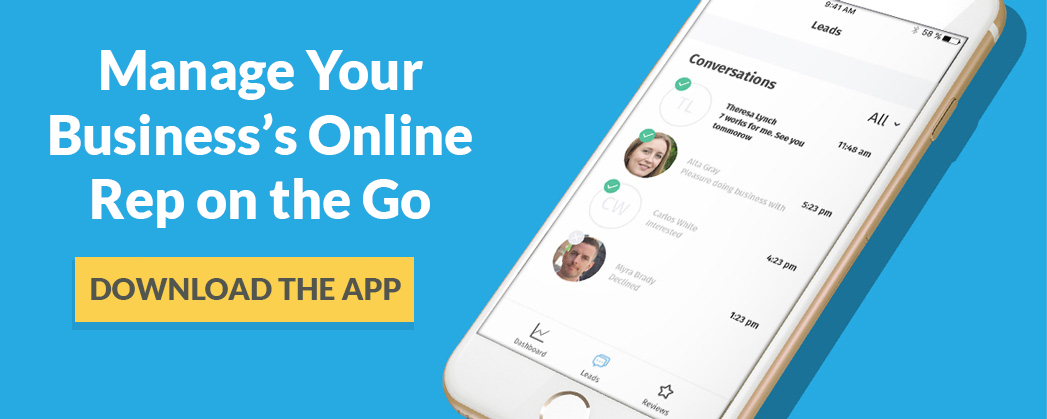 Manage Your
Business’s Online
Rep on the Go
DOWNLOAD THE APP
9:41 AM
58 %
Leads
Conversations
All
TL
Theresa Lynch
7 works for me. See you
tommorow
11:48 am
Alta Gray
Pleasure doing business with
5:23 pm
CW
Carlos White
Interested
4:23 pm
Myra Brady
Declined
1:23 pm
Dashboard
Leads
Reviews